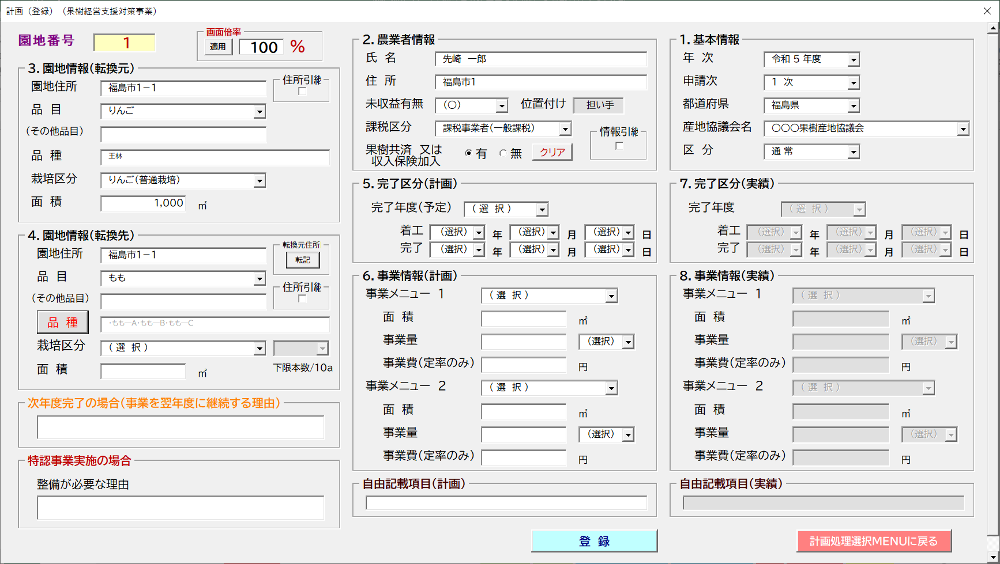 計画（登録）（果樹経営支援対策事業）
園地番号
1
画面倍率
適用
100
%
3．園地情報（転換元）
園地住所
福島市1－1
住所引継
品 目
りんご
（その他品目）
品 種
王林
栽培区分
りんご（普通栽培）
面 積
1,000
㎡
4．園地情報（転換先）
園地住所
福島市1－1
転換元住所
転記
品 目
もも
住所引継
（その他品目）
品 種
・もも―A・もも―B・もも―C
栽培区分
（ 選 択 ）
面 積
㎡
下限本数/10a
次年度完了の場合（事業を翌年度に継続する理由）
特認事業実施の場合
整備が必要な理由
2．農業者情報
氏 名
先崎 一郎
住 所
福島市1
未収益有無
（○）
位置付け
担い手
課税区分
課税事業者（一般課税）
情報引継
果樹共済 又は
収入保険加入
有
無
クリア
5．完了区分（計画）
完了年度（予定）
（ 選 択 ）
着工 （選択） 年 （選択） 月 （選択） 日
完了 （選択） 年 （選択） 月 （選択） 日
6．事業情報（計画）
事業メニュー 1
（ 選 択 ）
面 積
㎡
事業量
（選択）
事業費（定率のみ）
円
事業メニュー 2
（ 選 択 ）
面 積
㎡
事業量
（選択）
事業費（定率のみ）
円
自由記載項目（計画）
登 録
1．基本情報
年 次
令和 5 年度
申請次
1 次
都道府県
福島県
産地協議会名
○○○果樹産地協議会
区 分
通 常
7．完了区分（実績）
完了年度
（ 選 択 ）
着工 （選択） 年 （選択） 月 （選択） 日
完了 （選択） 年 （選択） 月 （選択） 日
8．事業情報（実績）
事業メニュー 1
（ 選 択 ）
面 積
㎡
事業量
（選択）
事業費（定率のみ）
円
事業メニュー 2
（ 選 択 ）
面 積
㎡
事業量
（選択）
事業費（定率のみ）
円
自由記載項目（実績）
計画処理選択MENUに戻る